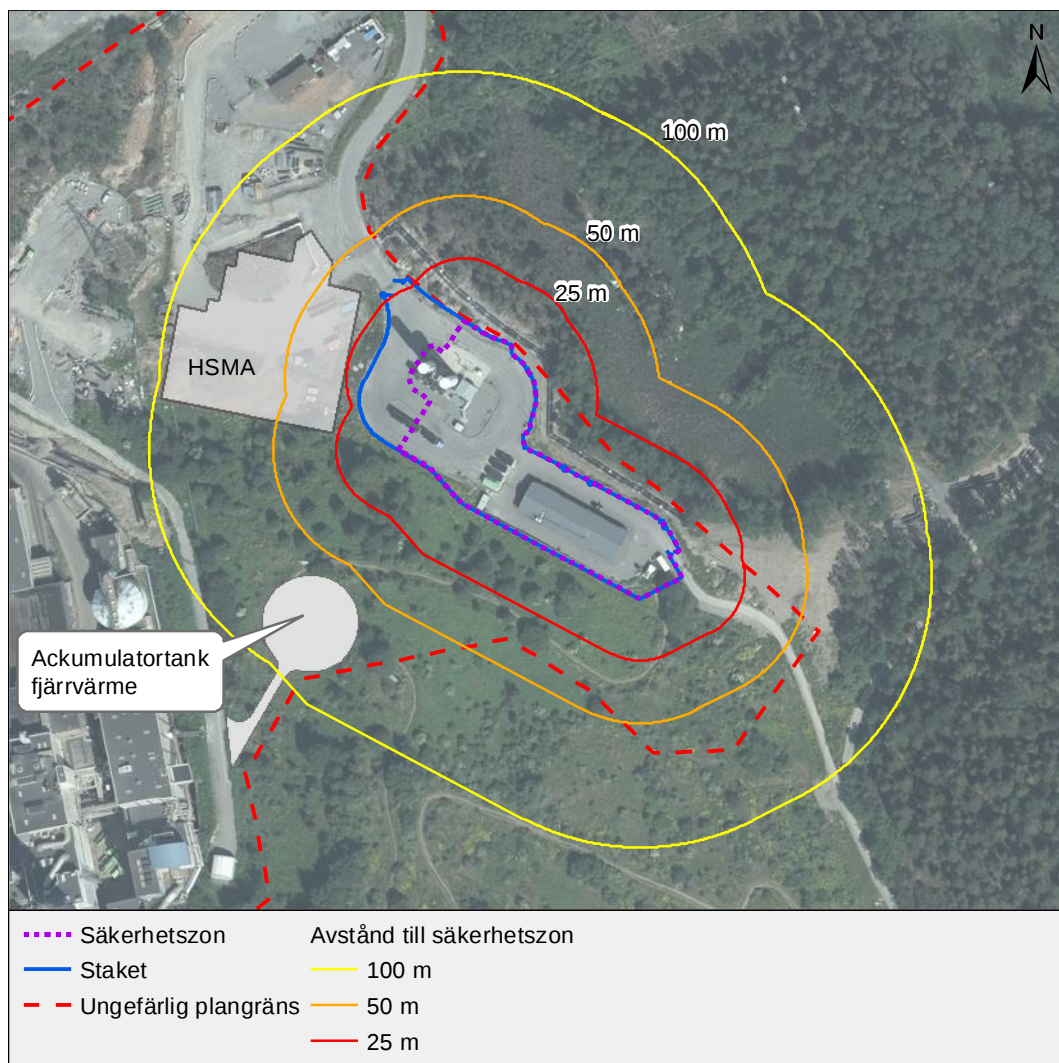 N
100 m
50 m
25 m
HSMA
Ackumulatortank
fjärrvärme
Säkerhetszon
Staket
Ungefärlig plangräns
Avstånd till säkerhetszon
100 m
50 m
25 m